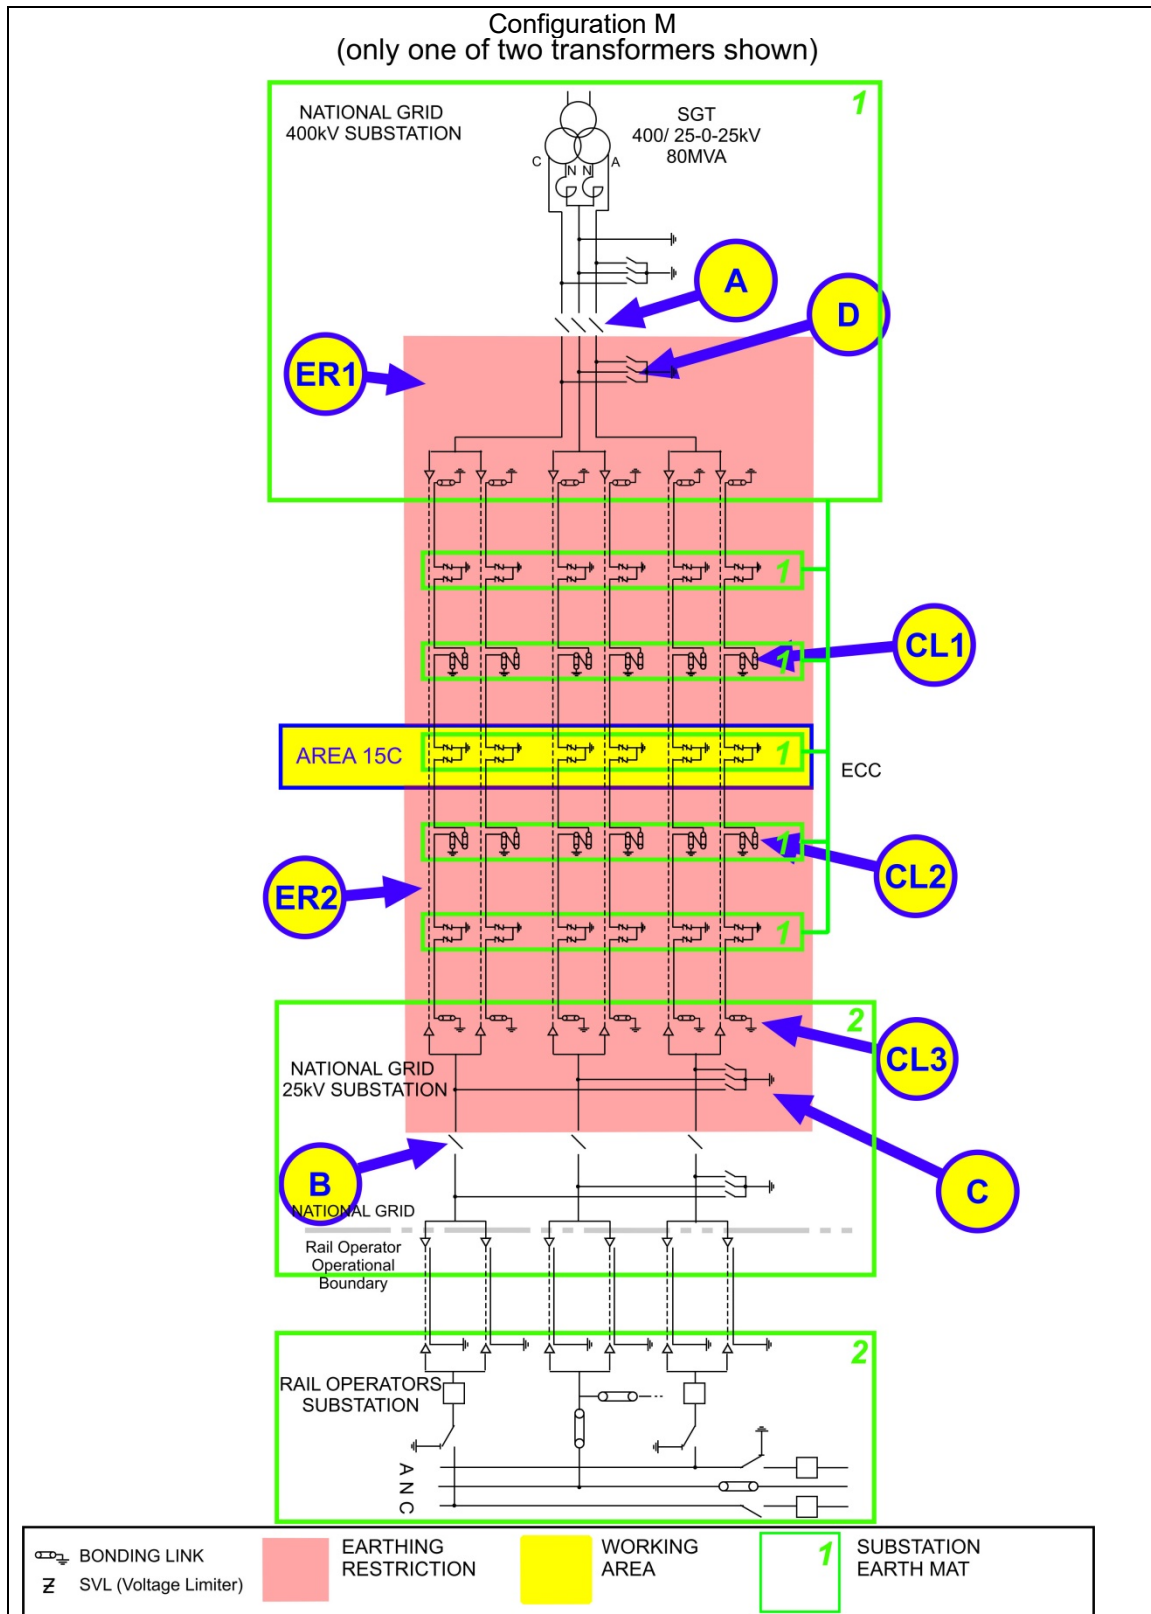 Configuration M
(only one of two transformers shown)
NATIONAL GRID
400kV SUBSTATION
1
SGT
400/ 25-0-25kV
80MVA
C
N N
A
A
D
ER1
1
CL1
1
AREA 15C
1
ECC
CL2
1
ER2
1
2
CL3
NATIONAL GRID
25kV SUBSTATION
B
C
NATIONAL GRID
Rail Operator
Operational
Boundary
2
RAIL OPERATORS
SUBSTATION
A
N
C
BONDING LINK
SVL (Voltage Limiter)
EARTHING
RESTRICTION
WORKING
AREA
1
SUBSTATION
EARTH MAT